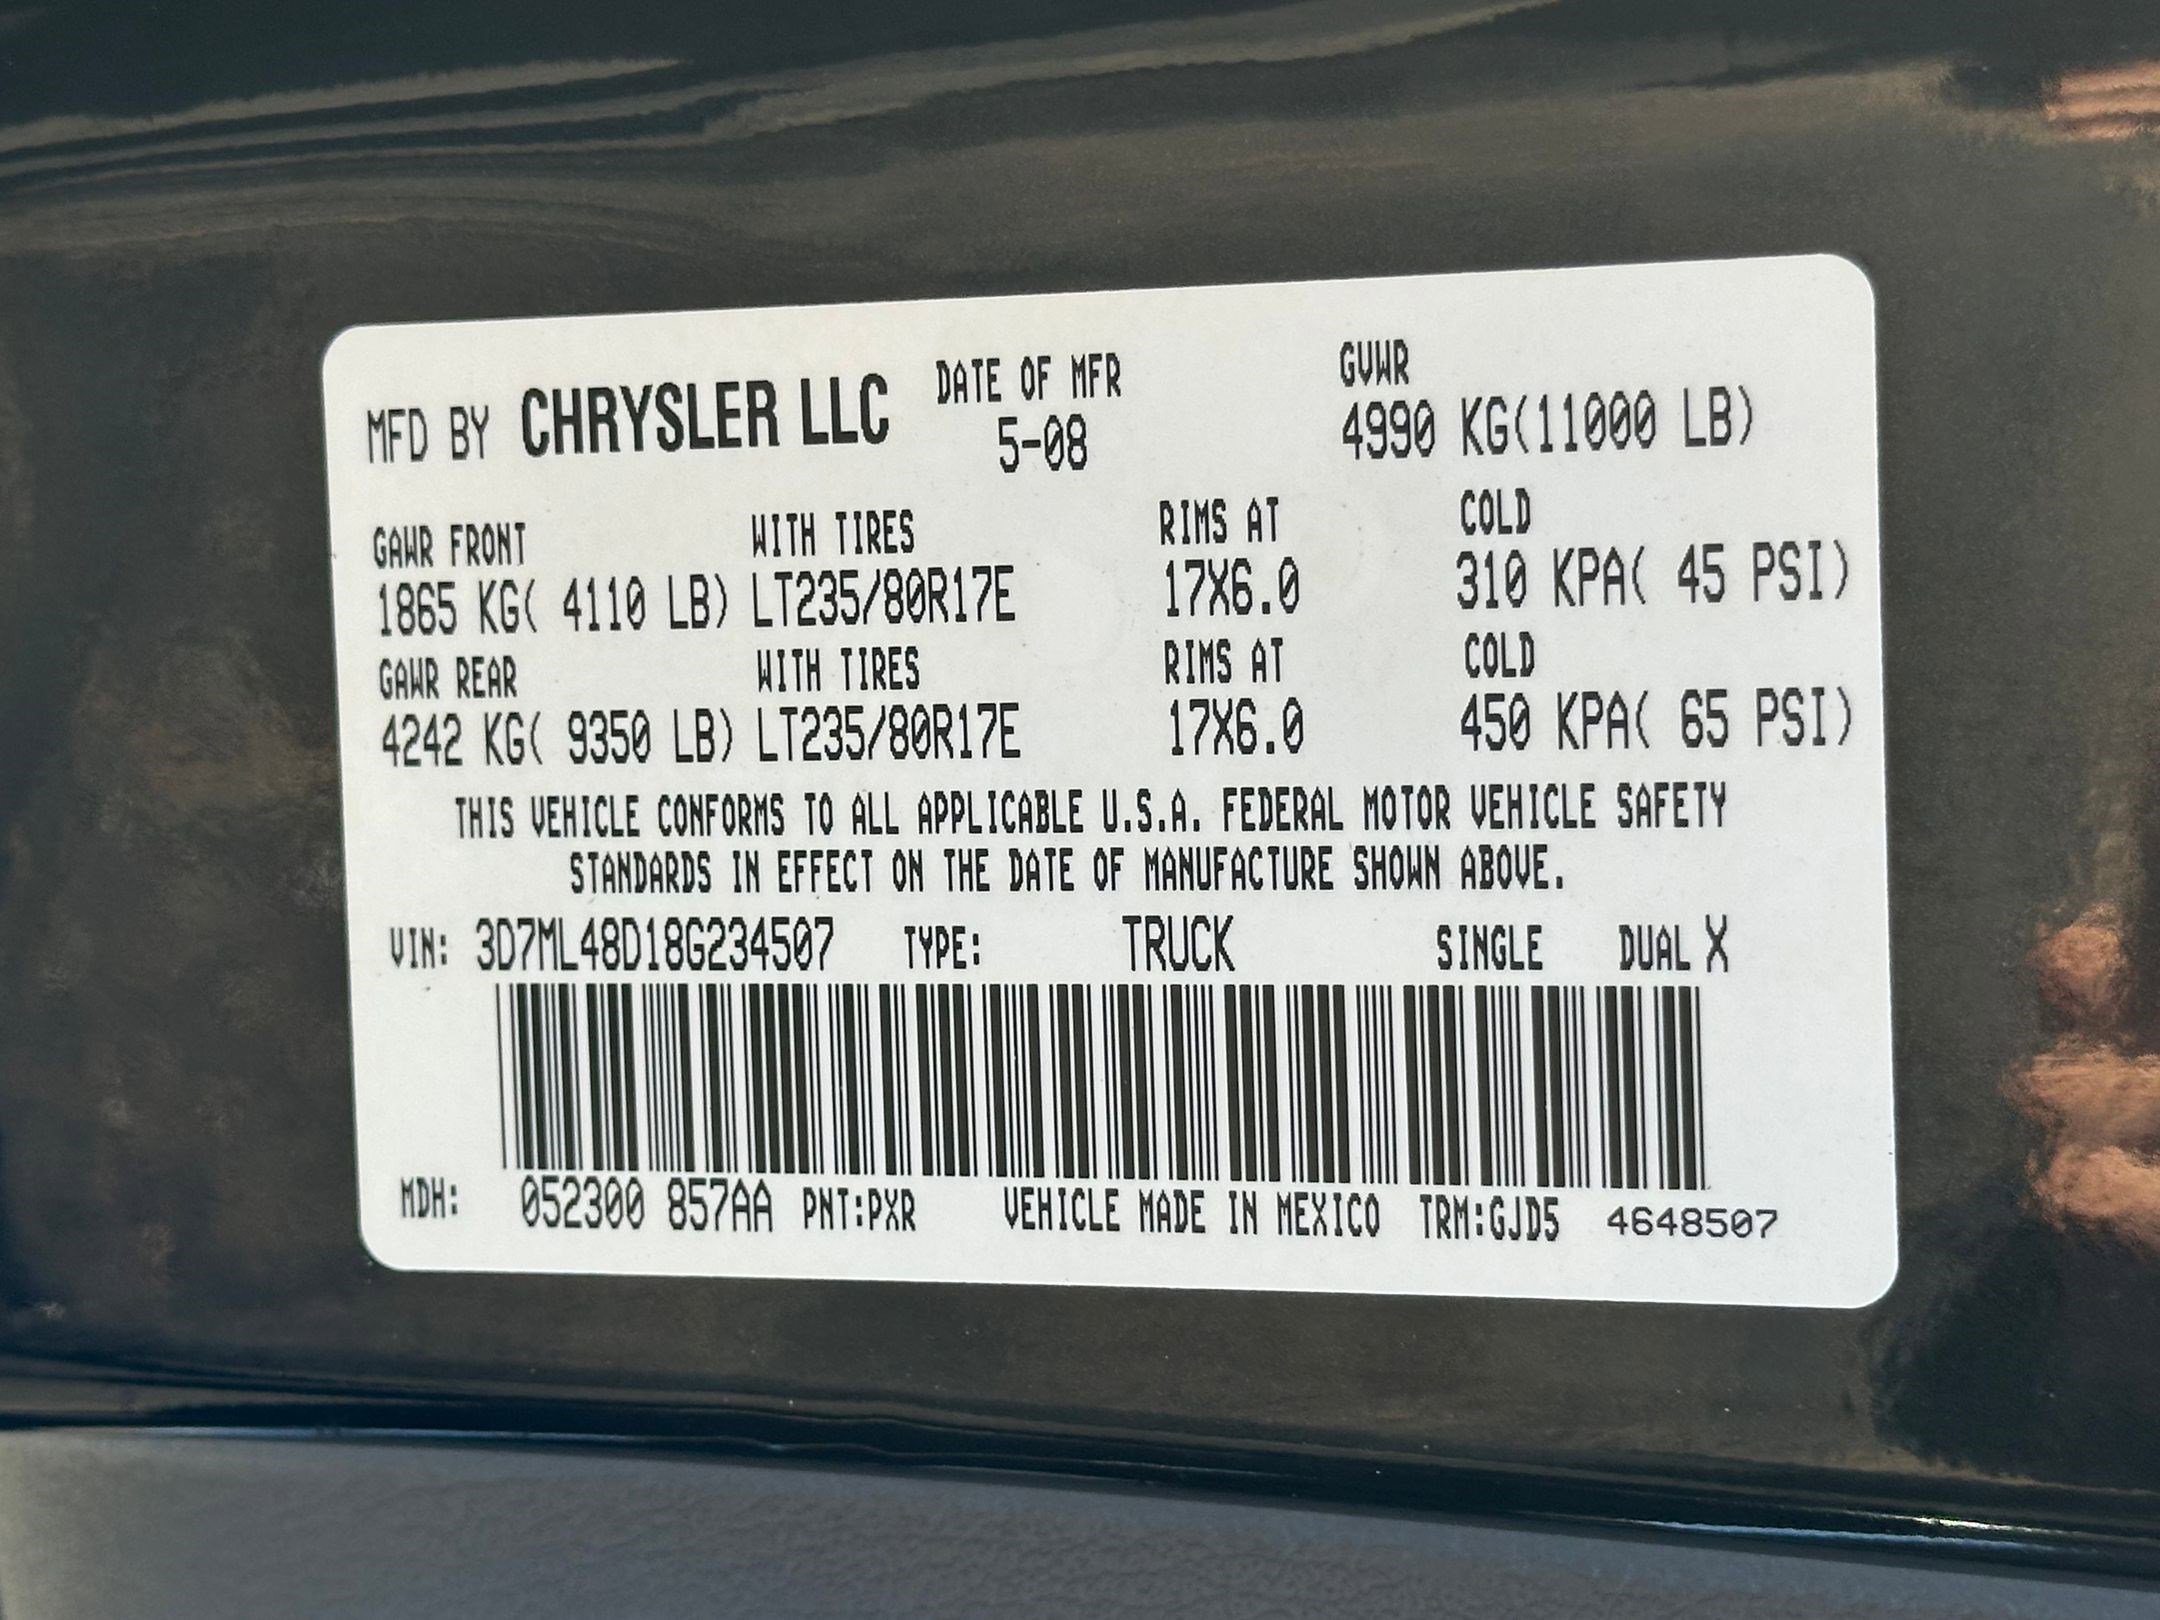 MFD BY CHRYSLER LLC DATE OF MFR GVWR
5-08 4990 KG(11000 LB)
GAWR FRONT WITH TIRES RIMS AT COLD
1865 KG( 4110 LB) LT235/80R17E 17X6.0 310 KPA( 45 PSI)
GAWR REAR WITH TIRES RIMS AT COLD
4242 KG( 9350 LB) LT235/80R17E 17X6.0 450 KPA( 65 PSI)
THIS VEHICLE CONFORMS TO ALL APPLICABLE U.S.A. FEDERAL MOTOR VEHICLE SAFETY
STANDARDS IN EFFECT ON THE DATE OF MANUFACTURE SHOWN ABOVE.
VIN: 3D7ML48D18G234507 TYPE: TRUCK SINGLE DUAL X
MDH: 052300 857AA PNT:PXR VEHICLE MADE IN MEXICO TRM:GJD5 4648507